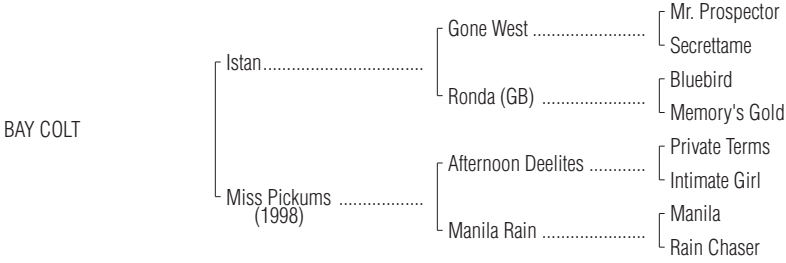 Mr. Prospector
Gone West ........................
Secrettame
Istan.................................
Bluebird
Ronda (GB) ......................
Memory's Gold
BAY COLT
Private Terms
Afternoon Deelites ............
Intimate Girl
Miss Pickums ..................
(1998)
Manila
Manila Rain ......................
Rain Chaser